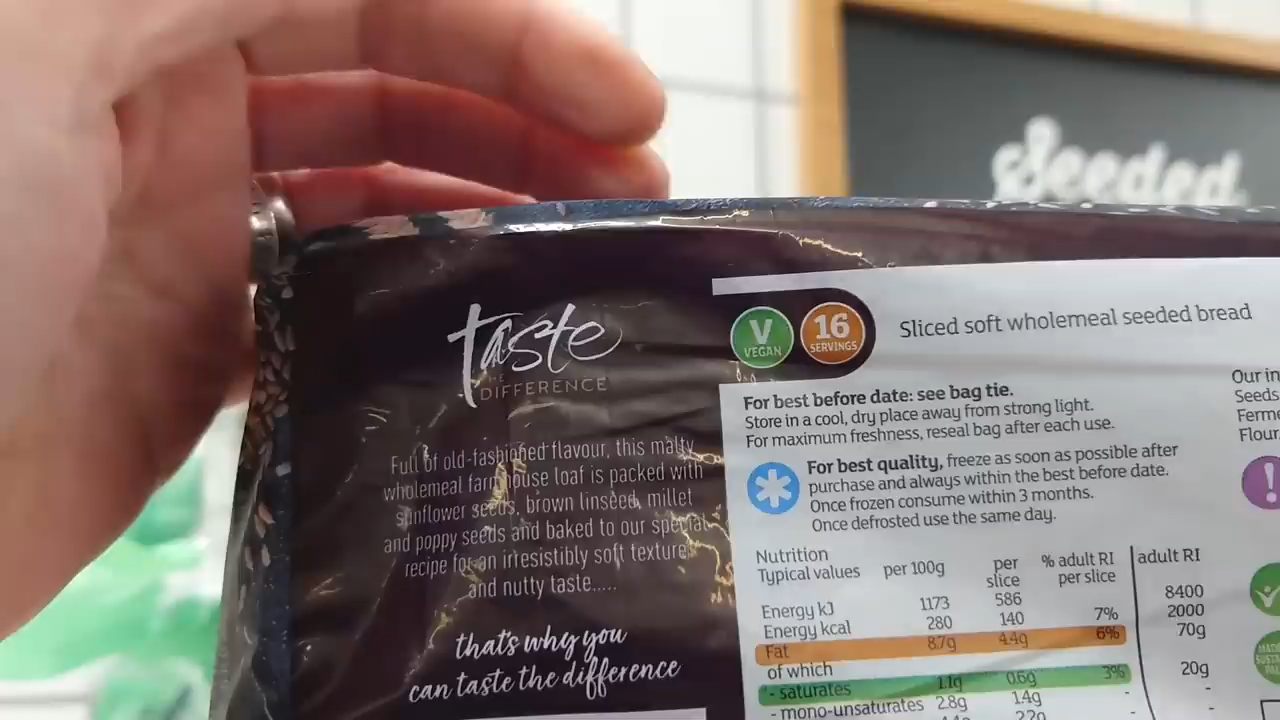 Seeded
taste
THE
DIFFERENCE
Full of old-fashioned flavour, this malty
wholemeal farmhouse loaf is packed with
sunflower seeds, brown linseed, millet
and poppy seeds and baked to our special
recipe for an irresistibly soft texture
and nutty taste.....
that's why you
can taste the difference
V
VEGAN
16
SERVINGS
Sliced soft wholemeal seeded bread
For best before date: see bag tie.
Store in a cool, dry place away from strong light.
For maximum freshness, reseal bag after each use.
For best quality, freeze as soon as possible after
purchase and always within the best before date.
Once frozen consume within 3 months.
Once defrosted use the same day.
Nutrition
Typical values per 100g per slice % adult RI per slice adult RI
Energy kJ 1173 586 8400
Energy kcal 280 140 7% 2000
Fat 8.7g 4.4g 6% 70g
of which
- saturates 1.1g 0.6g 3% 20g
- mono-unsaturates 2.8g 1.4g - -
2.2g
Our in
Seeds
Ferm
Flour
!